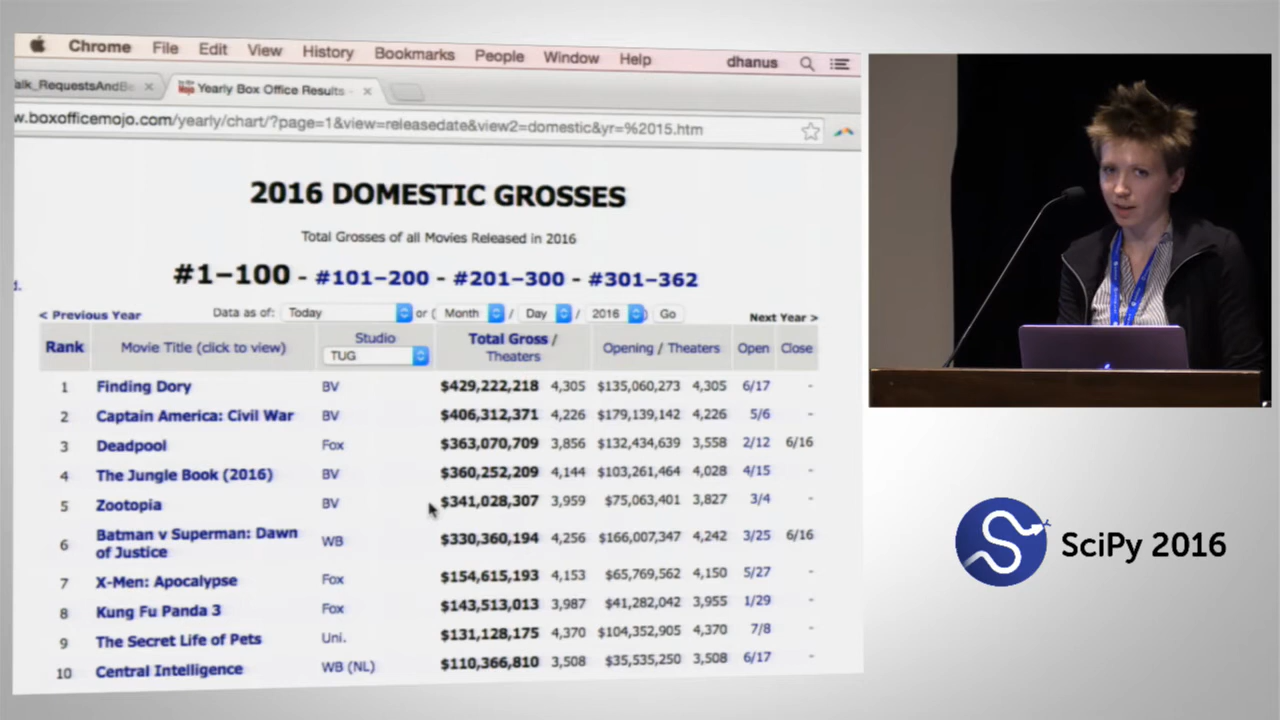 Chrome File Edit View History Bookmarks People Window Help dhanus
alk_RequestsAndBe × Yearly Box Office Results - ×
w.boxofficemojo.com/yearly/chart/?page=1&view=releasedate&view2=domestic&yr=%2015.htm
2016 DOMESTIC GROSSES
Total Grosses of all Movies Released in 2016
#1–100 - #101–200 - #201–300 - #301–362
< Previous Year Data as of: Today or ( Month / Day / 2016 Go Next Year >
Rank Movie Title (click to view) Studio TUG Total Gross / Theaters Opening / Theaters Open Close
1 Finding Dory BV $429,222,218 4,305 $135,060,273 4,305 6/17 -
2 Captain America: Civil War BV $406,312,371 4,226 $179,139,142 4,226 5/6 -
3 Deadpool Fox $363,070,709 3,856 $132,434,639 3,558 2/12 6/16
4 The Jungle Book (2016) BV $360,252,209 4,144 $103,261,464 4,028 4/15 -
5 Zootopia BV $341,028,307 3,959 $75,063,401 3,827 3/4 -
6 Batman v Superman: Dawn of Justice WB $330,360,194 4,256 $166,007,347 4,242 3/25 6/16
7 X-Men: Apocalypse Fox $154,615,193 4,153 $65,769,562 4,150 5/27 -
8 Kung Fu Panda 3 Fox $143,513,013 3,987 $41,282,042 3,955 1/29 -
9 The Secret Life of Pets Uni. $131,128,175 4,370 $104,352,905 4,370 7/8 -
10 Central Intelligence WB (NL) $110,366,810 3,508 $35,535,250 3,508 6/17 -
SciPy 2016